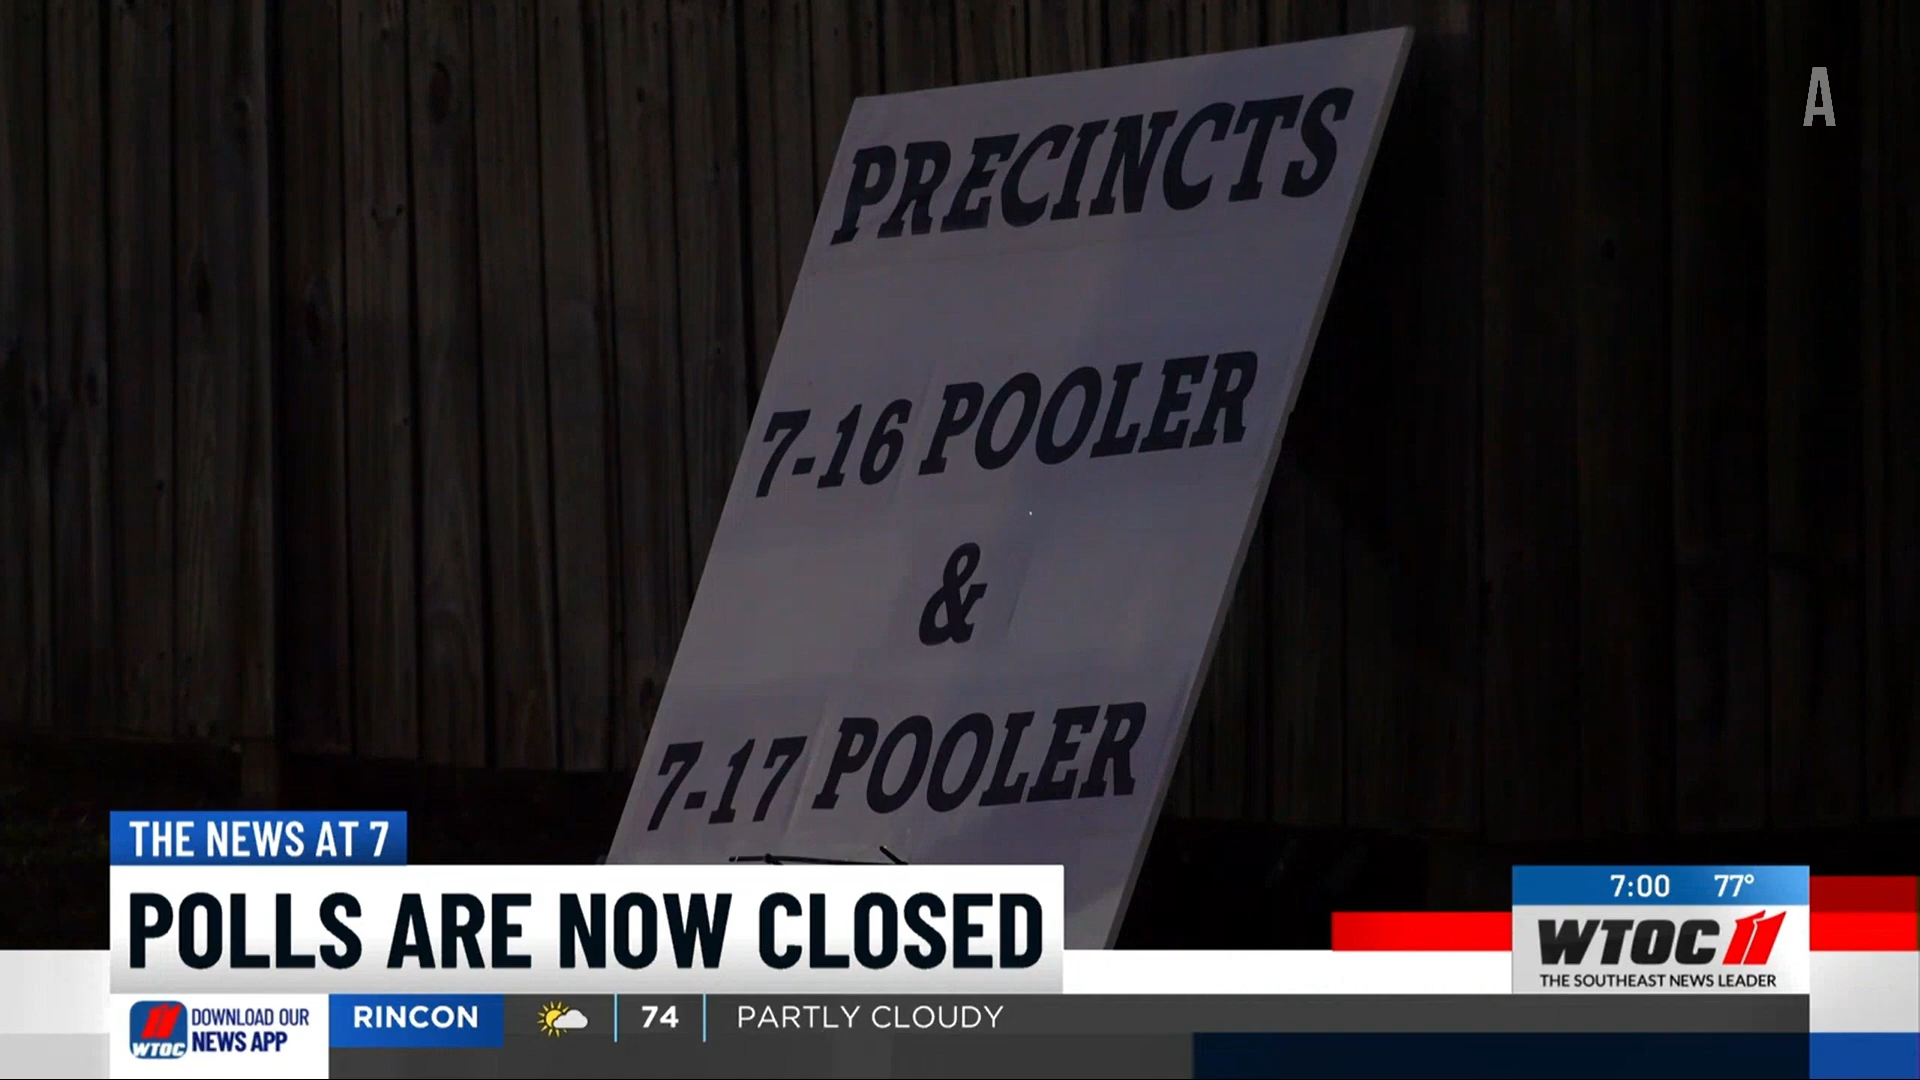 A
PRECINCTS
7-16 POOLER
&
7-17 POOLER
THE NEWS AT 7
POLLS ARE NOW CLOSED
7:00 77°
WTOC 11
THE SOUTHEAST NEWS LEADER
11
WTOC
DOWNLOAD OUR
NEWS APP
RINCON 74 PARTLY CLOUDY